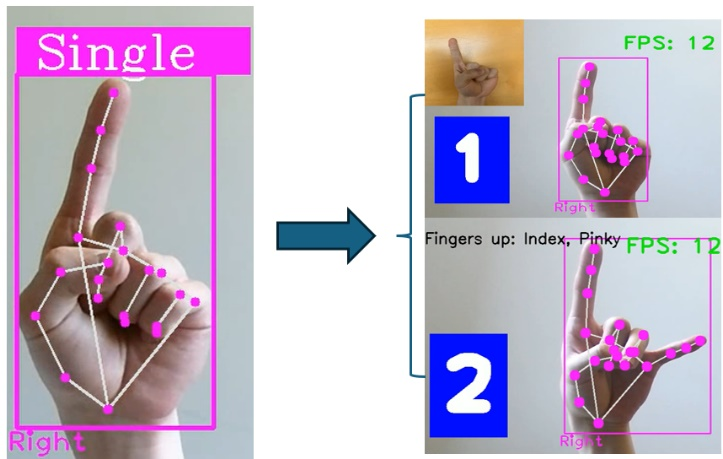 Single
Right
FPS: 12
1
Right
Fingers up: Index, Pinky
FPS: 12
2
Right